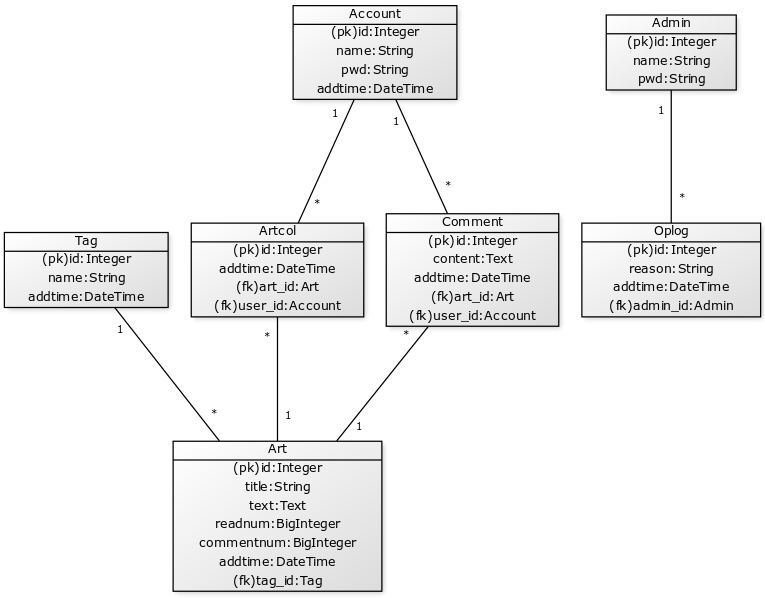 Account
(pk)id:Integer
name:String
pwd:String
addtime:DateTime
Admin
(pk)id:Integer
name:String
pwd:String
1
1
1
*
*
*
Tag
(pk)id:Integer
name:String
addtime:DateTime
Artcol
(pk)id:Integer
addtime:DateTime
(fk)art_id:Art
(fk)user_id:Account
Comment
(pk)id:Integer
content:Text
addtime:DateTime
(fk)art_id:Art
(fk)user_id:Account
Oplog
(pk)id:Integer
reason:String
addtime:DateTime
(fk)admin_id:Admin
1
*
*
*
1
1
Art
(pk)id:Integer
title:String
text:Text
readnum:BigInteger
commentnum:BigInteger
addtime:DateTime
(fk)tag_id:Tag